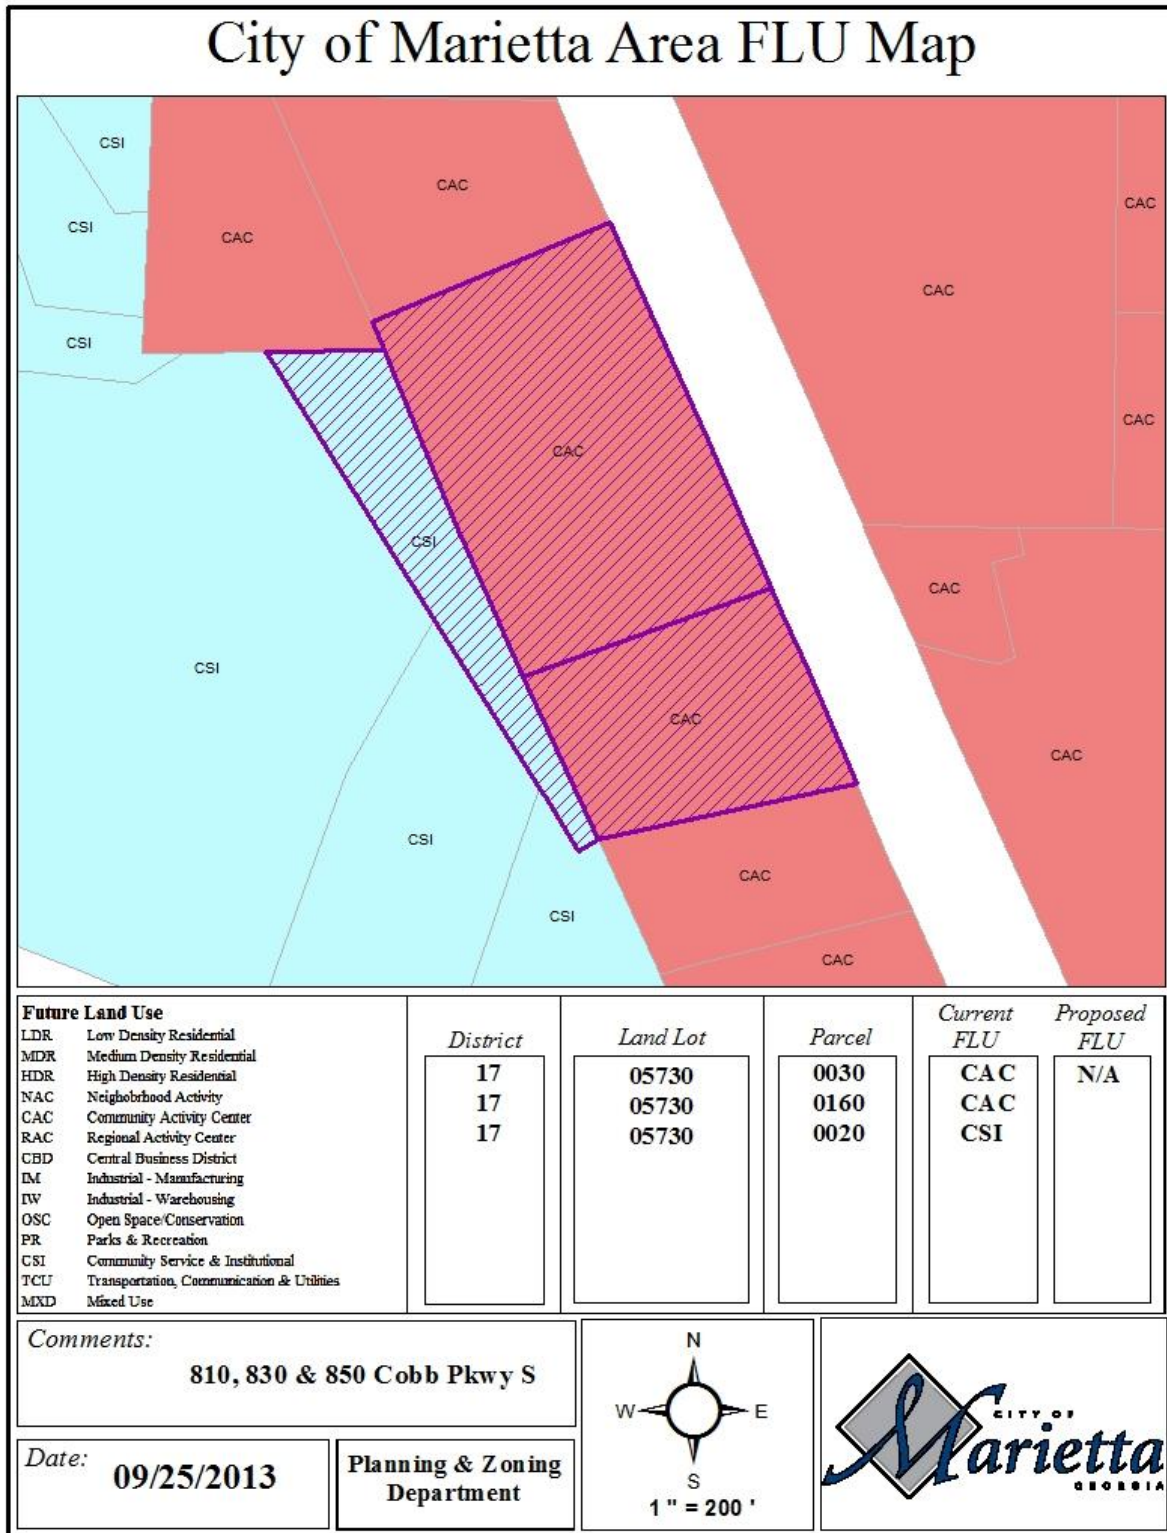 City of Marietta Area FLU Map
CSI
CAC
CSI
CAC
CAC
CAC
CSI
CAC
CAC
CAC
CSI
CAC
CSI
CAC
CAC
CSI
CAC
CSI
CAC
Future Land Use
LDR Low Density Residential
MDR Medium Density Residential
HDR High Density Residential
NAC Neighobrhood Activity
CAC Community Activity Center
RAC Regional Activity Center
CBD Central Business District
IM Industrial - Manufacturing
IW Industrial - Warehousing
OSC Open Space/Conservation
PR Parks & Recreation
CSI Community Service & Institutional
TCU Transportation, Communication & Utilities
MXD Mixed Use
District Land Lot Parcel Current FLU Proposed FLU
17 05730 0030 CAC N/A
17 05730 0160 CAC
17 05730 0020 CSI
Comments:
810, 830 & 850 Cobb Pkwy S
Date: 09/25/2013
Planning & Zoning
Department
N
W E
S
1 " = 200 '
CITY OF
Marietta
GEORGIA